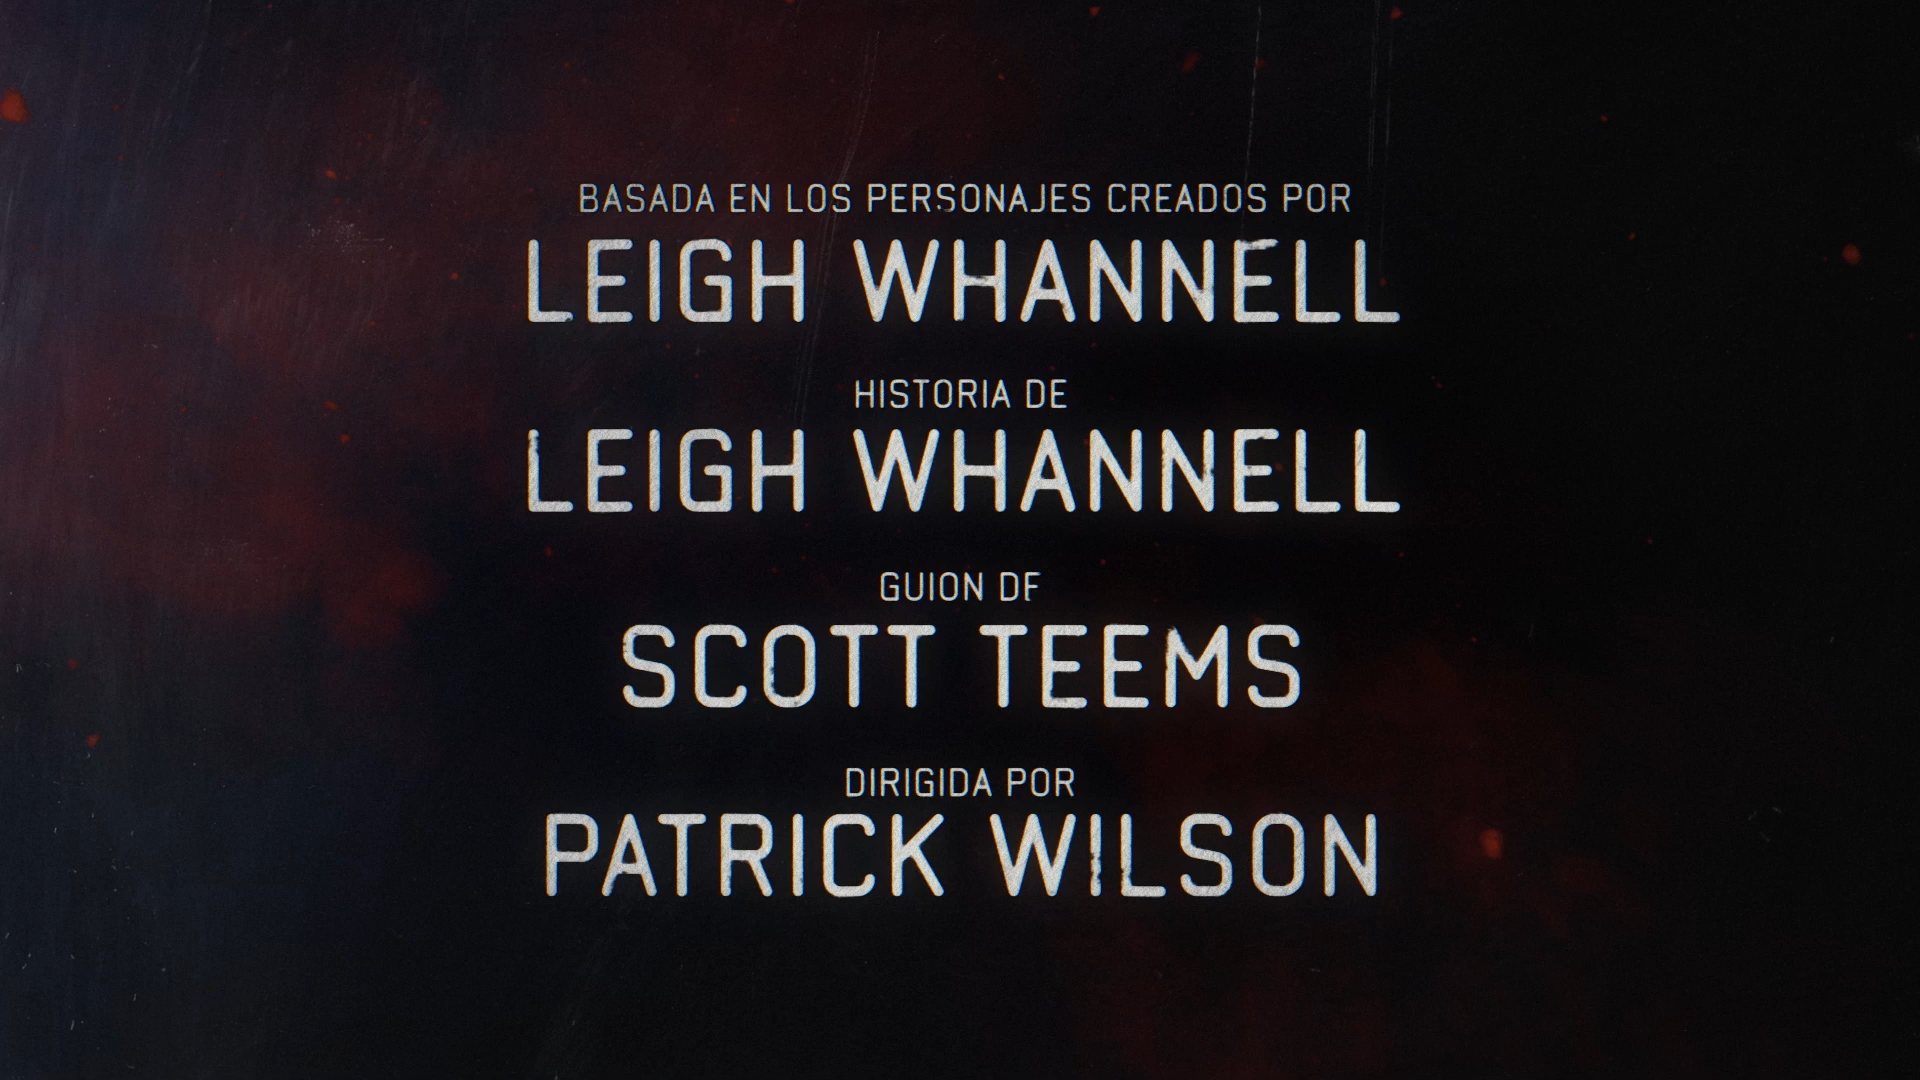 BASADA EN LOS PERSONAJES CREADOS POR
LEIGH WHANNELL
HISTORIA DE
LEIGH WHANNELL
GUION DE
SCOTT TEEMS
DIRIGIDA POR
PATRICK WILSON